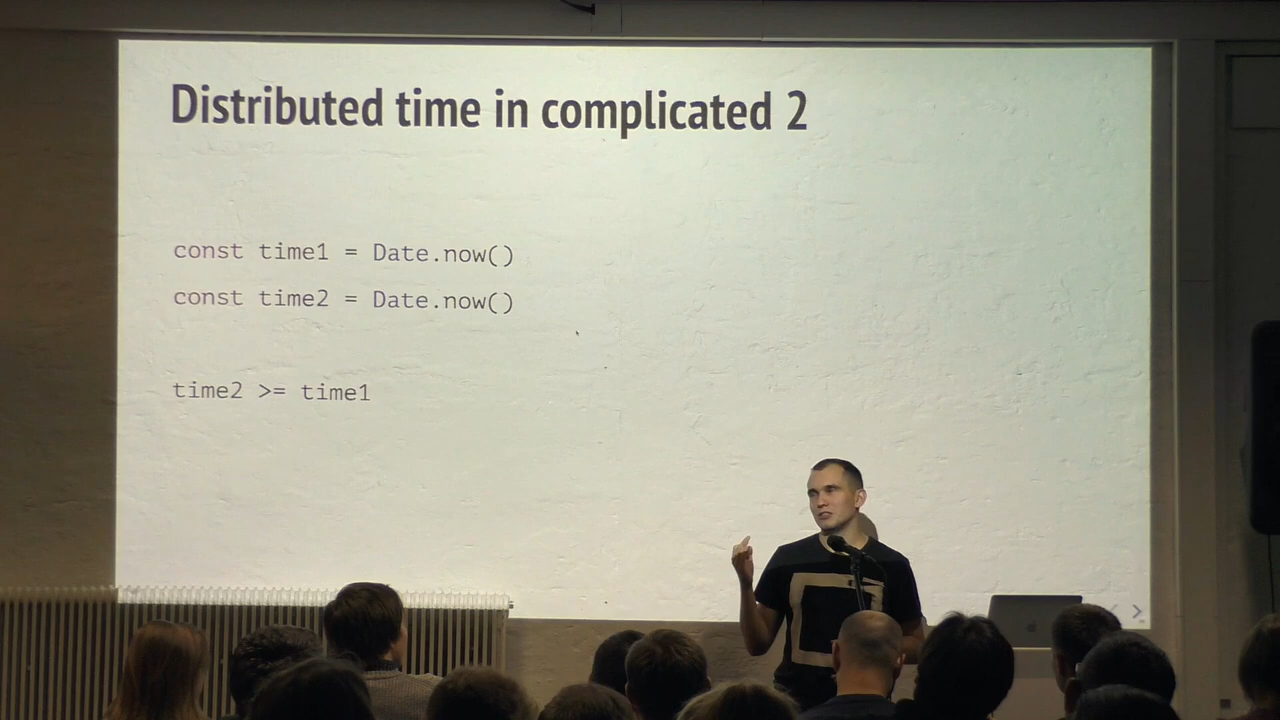 Distributed time in complicated 2
const time1 = Date.now()
const time2 = Date.now()
time2 >= time1